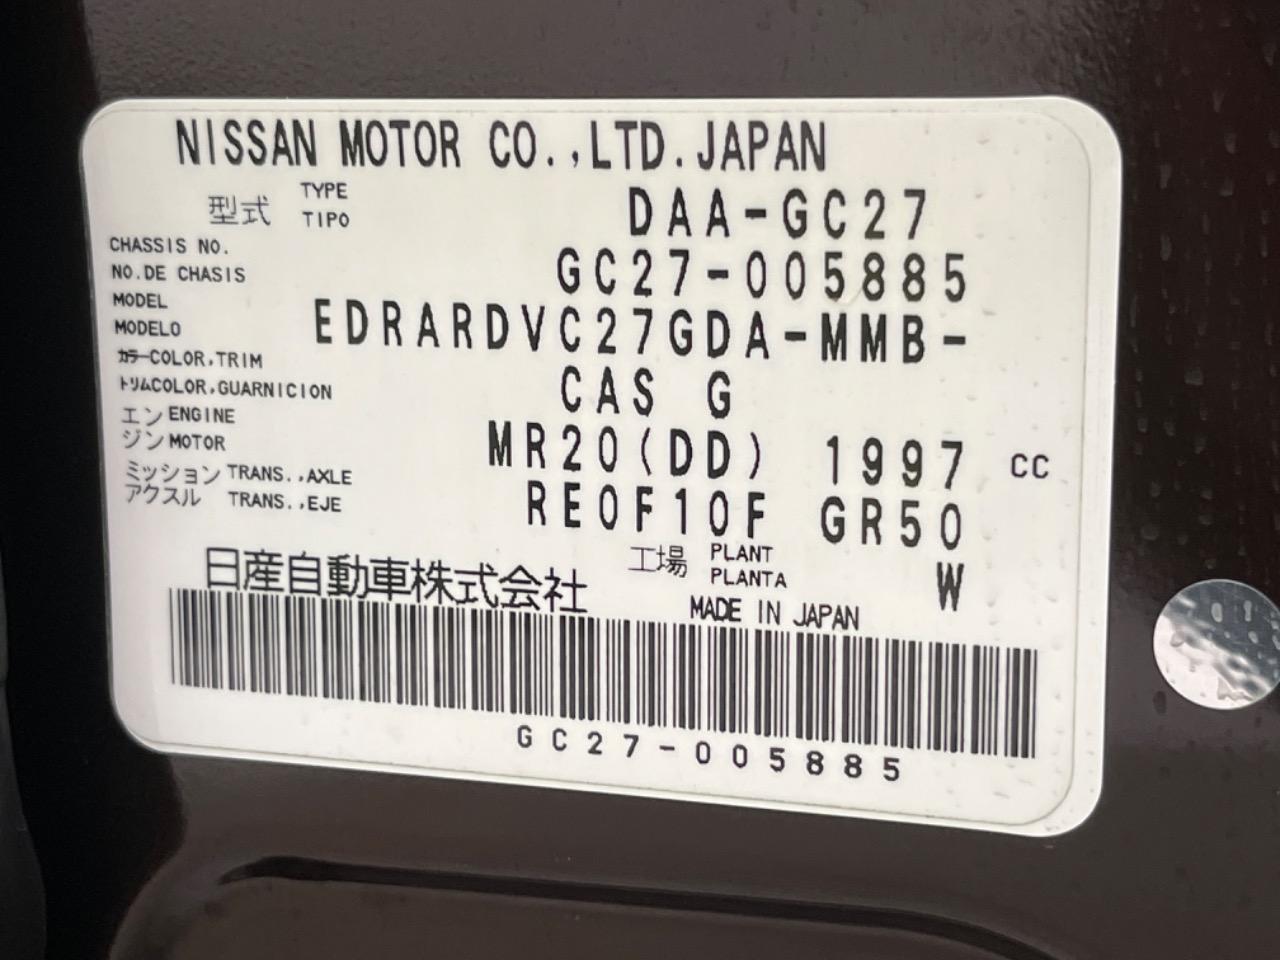 NISSAN MOTOR CO.,LTD.JAPAN
型式 TYPE TIPO DAA-GC27
CHASSIS NO.
NO.DE CHASIS GC27-005885
MODEL
MODELO EDRARDVC27GDA-MMB-
カラー COLOR,TRIM
トリム COLOR,GUARNICION CAS G
エンジン ENGINE MOTOR MR20(DD) 1997 CC
ミッション TRANS.,AXLE
アクスル TRANS.,EJE RE0F10F GR50
工場 PLANT PLANTA W
日産自動車株式会社 MADE IN JAPAN
GC27-005885